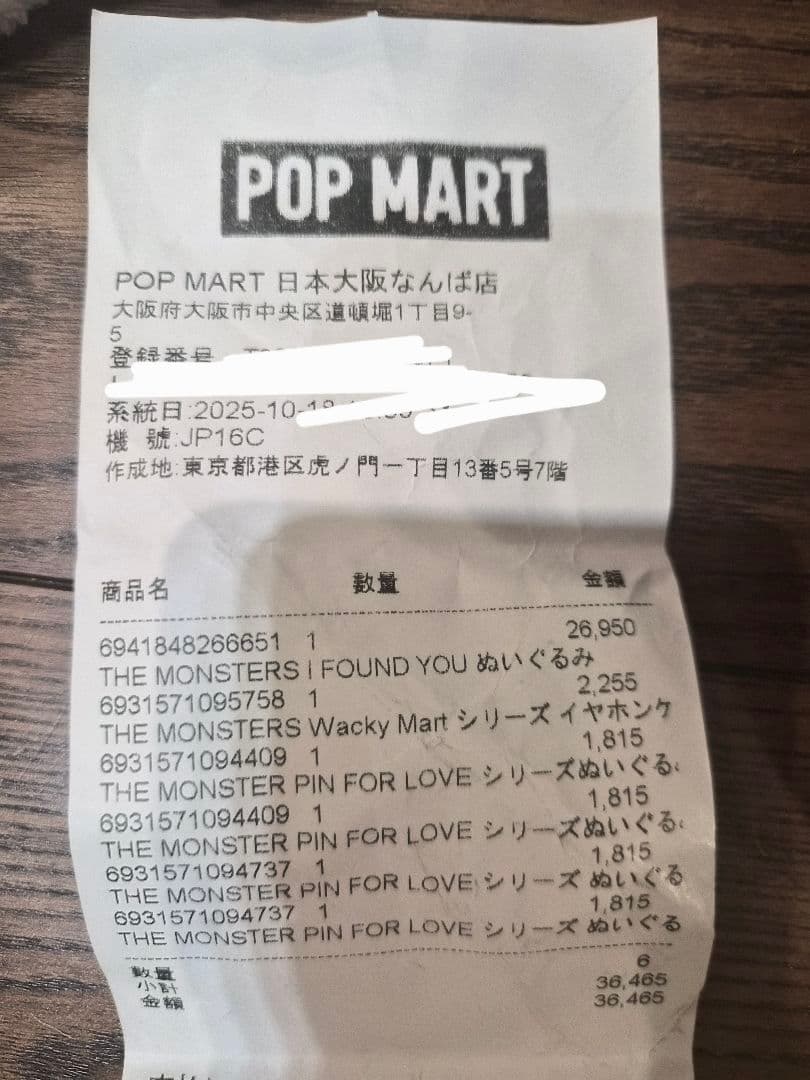 POP MART
POP MART 日本大阪なんば店
大阪府大阪市中央区道頓堀1丁目9-
5
登録番号
系統日:2025-10-18
機 號:JP16C
作成地:東京都港区虎ノ門一丁目13番5号7階
商品名 数量 金額
6941848266651 1 26,950
THE MONSTERS I FOUND YOU ぬいぐるみ
6931571095758 1 2,255
THE MONSTERS Wacky Mart シリーズ イヤホンケ
6931571094409 1 1,815
THE MONSTER PIN FOR LOVE シリーズぬいぐる
6931571094409 1 1,815
THE MONSTER PIN FOR LOVE シリーズぬいぐる
6931571094737 1 1,815
THE MONSTER PIN FOR LOVE シリーズ ぬいぐる
6931571094737 1 1,815
THE MONSTER PIN FOR LOVE シリーズ ぬいぐる
数量 6
小計 36,465
金額 36,465